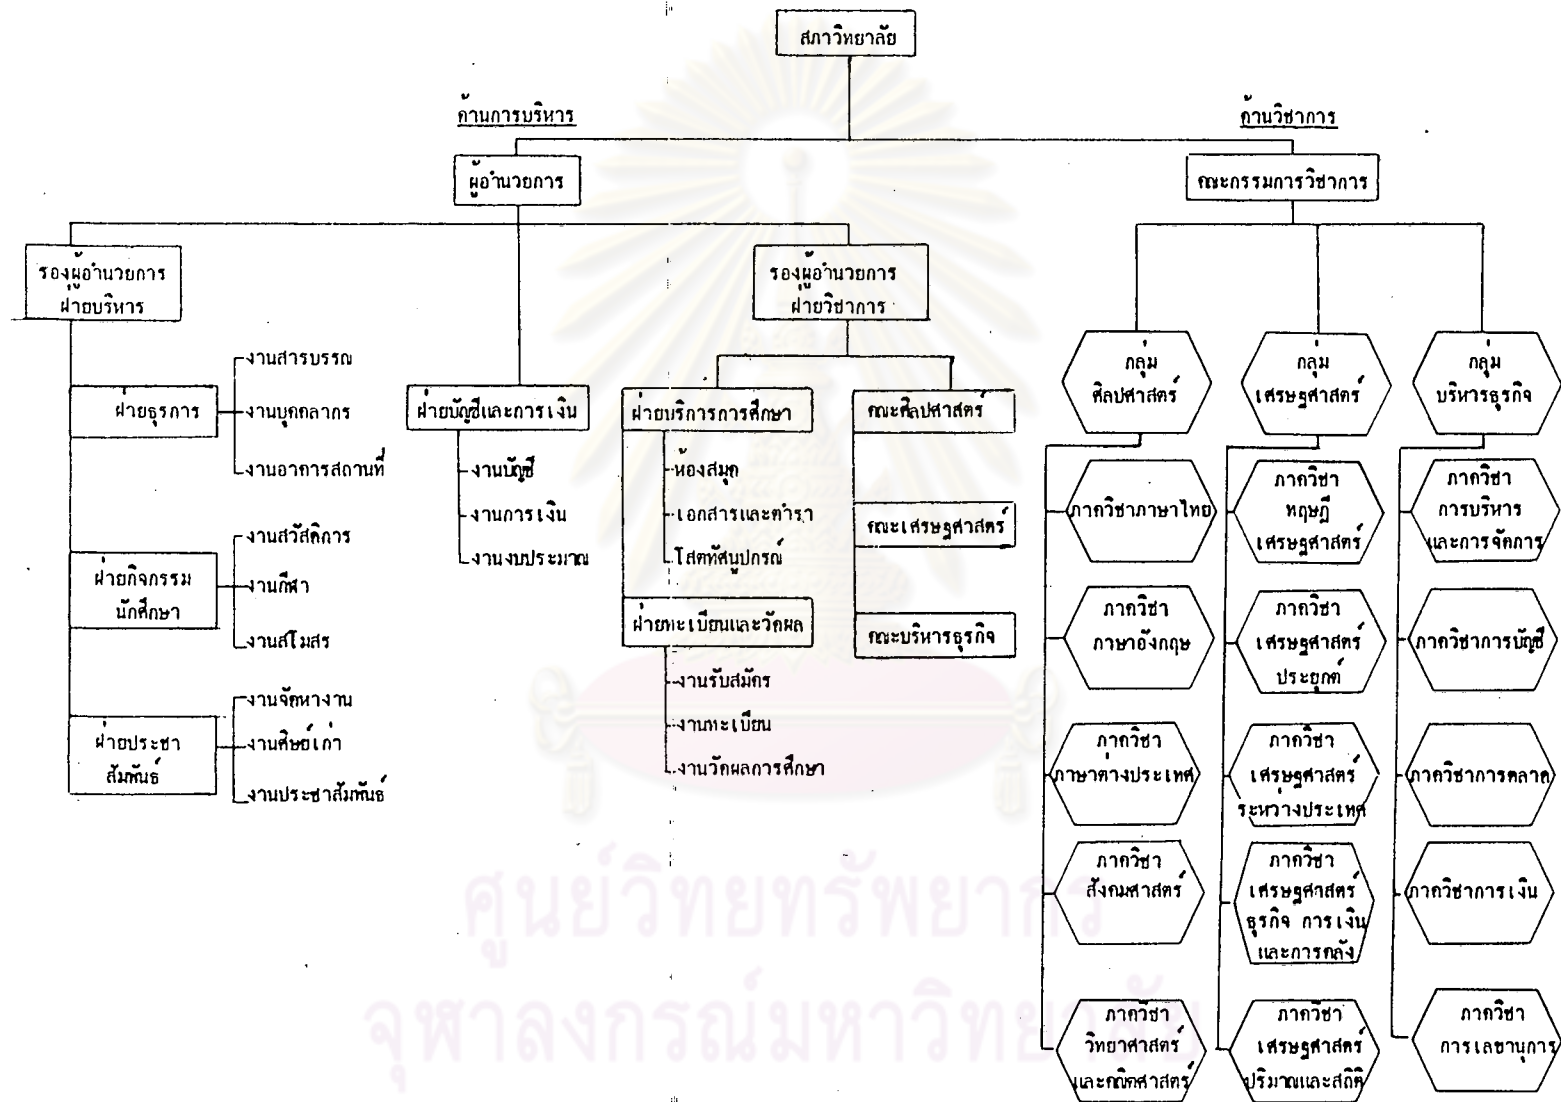 สภาวิทยาลัย
ด้านการบริหาร
ด้านวิชาการ
ผู้อำนวยการ
คณะกรรมการวิชาการ
รองผู้อำนวยการ
ฝ่ายบริหาร
รองผู้อำนวยการ
ฝ่ายวิชาการ
ฝ่ายธุรการ
งานสารบรรณ
งานบุคคลากร
งานอาคารสถานที่
ฝ่ายกิจกรรม
นักศึกษา
งานสวัสดิการ
งานกีฬา
งานสโมสร
ฝ่ายประชา
สัมพันธ์
งานจัดหางาน
งานศิษย์เก่า
งานประชาสัมพันธ์
ฝ่ายบัญชีและการเงิน
งานบัญชี
งานการเงิน
งานงบประมาณ
ฝ่ายบริการการศึกษา
ห้องสมุด
เอกสารและตำรา
โสตทัศนูปกรณ์
ฝ่ายทะเบียนและวัดผล
งานรับสมัคร
งานทะเบียน
งานวัดผลการศึกษา
คณะศิลปศาสตร์
คณะเศรษฐศาสตร์
คณะบริหารธุรกิจ
กลุ่ม
ศิลปศาสตร์
ภาควิชาภาษาไทย
ภาควิชา
ภาษาอังกฤษ
ภาควิชา
ภาษาต่างประเทศ
ภาควิชา
สังคมศาสตร์
ภาควิชา
วิทยาศาสตร์
และคณิตศาสตร์
กลุ่ม
เศรษฐศาสตร์
ภาควิชา
ทฤษฎี
เศรษฐศาสตร์
ภาควิชา
เศรษฐศาสตร์
ประยุกต์
ภาควิชา
เศรษฐศาสตร์
ระหว่างประเทศ
ภาควิชา
เศรษฐศาสตร์
ธุรกิจ การเงิน
และการคลัง
ภาควิชา
เศรษฐศาสตร์
ปริมาณและสถิติ
กลุ่ม
บริหารธุรกิจ
ภาควิชา
การบริหาร
และการจัดการ
ภาควิชาการบัญชี
ภาควิชาการตลาด
ภาควิชาการเงิน
ภาควิชา
การเลขานุการ
ศูนย์วิทยทรัพยากร
จุฬาลงกรณ์มหาวิทยาลัย